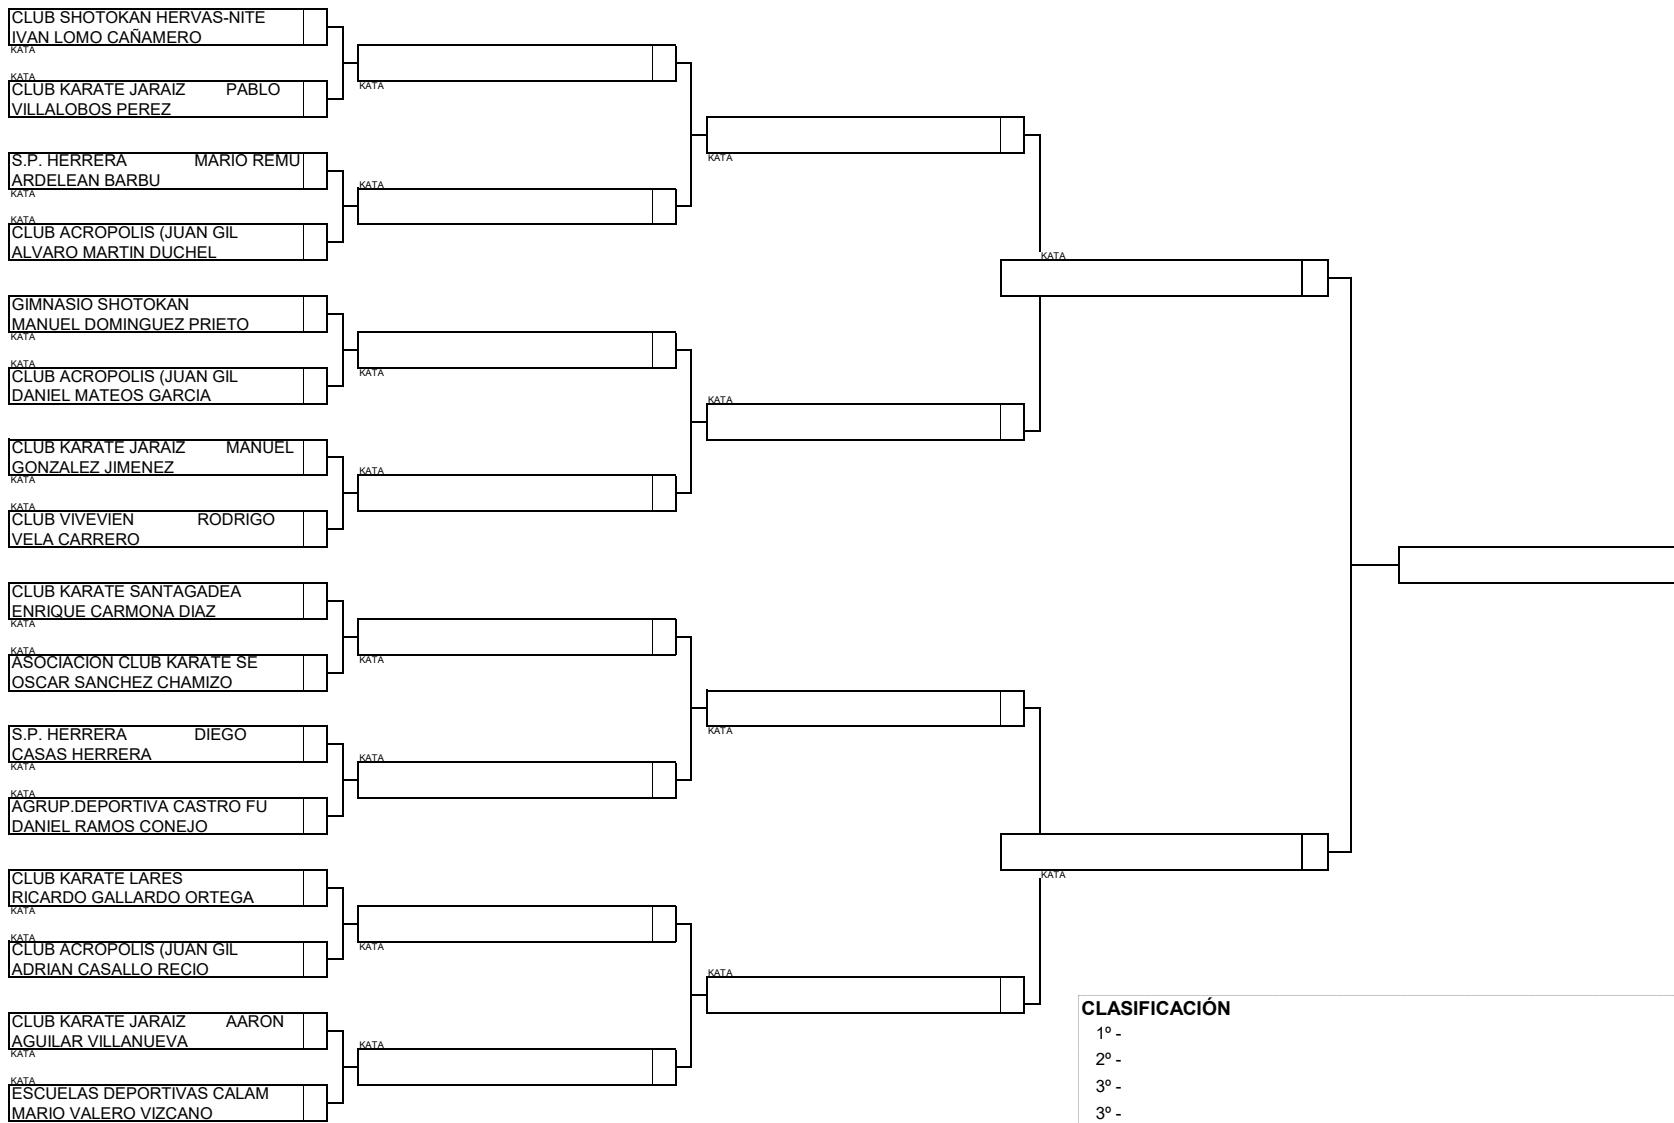 CLUB SHOTOKAN HERVAS-NITE
IVAN LOMO CAÑAMERO
KATA
KATA
CLUB KARATE JARAIZ PABLO
VILLALOBOS PEREZ
S.P. HERRERA MARIO REMU
ARDELEAN BARBU
KATA
KATA
CLUB ACROPOLIS (JUAN GIL
ALVARO MARTIN DUCHEL
GIMNASIO SHOTOKAN
MANUEL DOMINGUEZ PRIETO
KATA
KATA
CLUB ACROPOLIS (JUAN GIL
DANIEL MATEOS GARCIA
CLUB KARATE JARAIZ MANUEL
GONZALEZ JIMENEZ
KATA
KATA
CLUB VIVEVIEN RODRIGO
VELA CARRERO
CLUB KARATE SANTAGADEA
ENRIQUE CARMONA DIAZ
KATA
KATA
ASOCIACION CLUB KARATE SE
OSCAR SANCHEZ CHAMIZO
S.P. HERRERA DIEGO
CASAS HERRERA
KATA
KATA
AGRUP.DEPORTIVA CASTRO FU
DANIEL RAMOS CONEJO
CLUB KARATE LARES
RICARDO GALLARDO ORTEGA
KATA
KATA
CLUB ACROPOLIS (JUAN GIL
ADRIAN CASALLO RECIO
CLUB KARATE JARAIZ AARON
AGUILAR VILLANUEVA
KATA
KATA
ESCUELAS DEPORTIVAS CALAM
MARIO VALERO VIZCANO
KATA
KATA
KATA
KATA
KATA
KATA
KATA
KATA
KATA
KATA
KATA
KATA
KATA
KATA
CLASIFICACIÓN
1º -
2º -
3º -
3º -